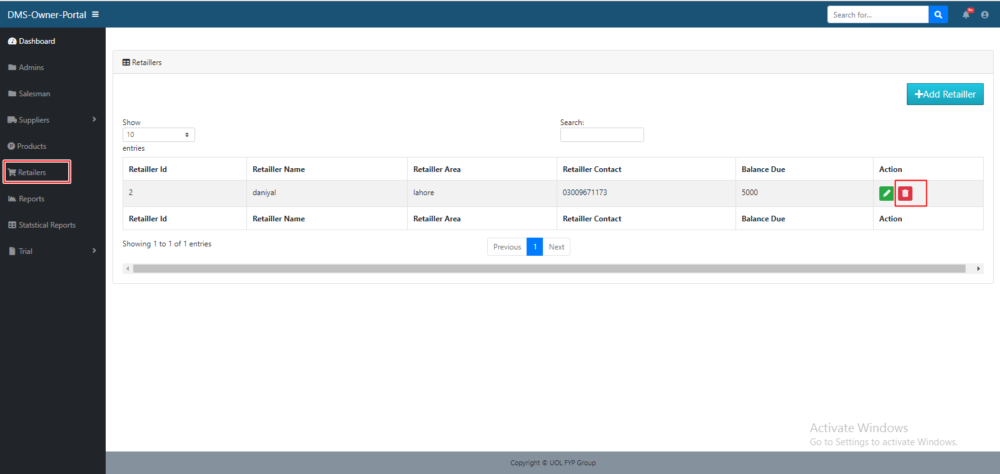 DMS-Owner-Portal
Search for...
9+
Dashboard
Admins
Salesman
Suppliers
Products
Retailers
Reports
Statstical Reports
Trial
Retaillers
Add Retailler
Show
10
entries
Search:
Retailler Id Retailler Name Retailler Area Retailler Contact Balance Due Action
2 daniyal lahore 03009671173 5000
Retailler Id Retailler Name Retailler Area Retailler Contact Balance Due Action
Showing 1 to 1 of 1 entries
Previous 1 Next
Activate Windows
Go to Settings to activate Windows.
Copyright © UOL FYP Group